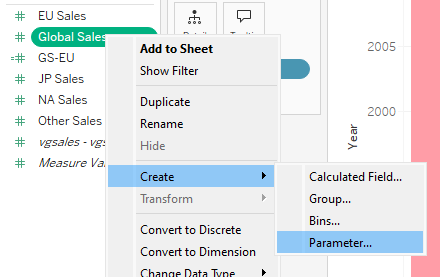 EU Sales
Global Sales
GS-EU
JP Sales
NA Sales
Other Sales
vgsales - vgs
Measure Va
Add to Sheet
Show Filter
Duplicate
Rename
Hide
Create
Transform
Convert to Discrete
Convert to Dimension
Change Data Type
Calculated Field...
Group...
Bins...
Parameter...
2005
2000
Year